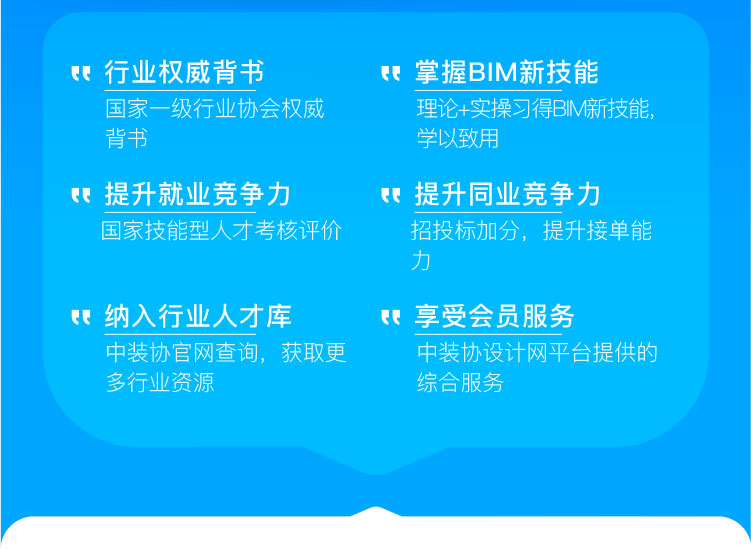 行业权威背书
国家一级行业协会权威
背书
掌握BIM新技能
理论+实操习得BIM新技能,
学以致用
提升就业竞争力
国家技能型人才考核评价
提升同业竞争力
招投标加分，提升接单能
力
纳入行业人才库
中装协官网查询，获取更
多行业资源
享受会员服务
中装协设计网平台提供的
综合服务